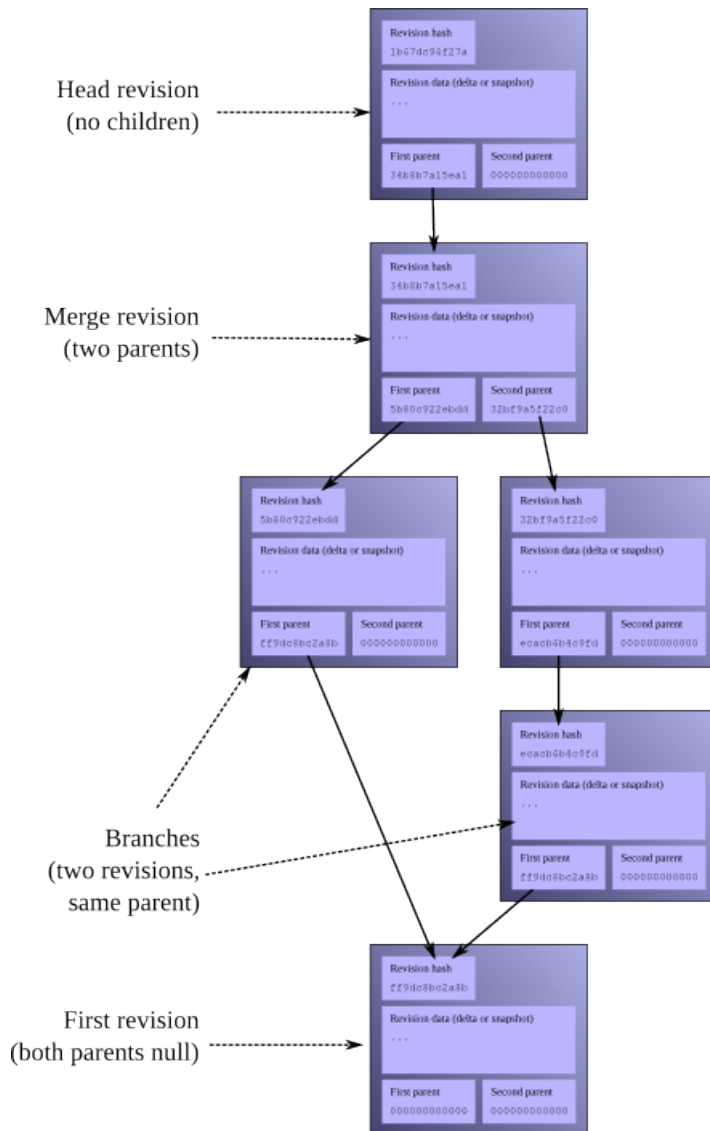 Revision hash
1b67dc96f27a
Head revision
(no children)
Revision data (delta or snapshot)
...
First parent
34b8b7a15ea1
Second parent
000000000000
Merge revision
(two parents)
Revision hash
34b8b7a15ea1
Revision data (delta or snapshot)
...
First parent
5b80c922ebdd
Second parent
32bf9a5f22c0
Revision hash
5b80c922ebdd
Revision data (delta or snapshot)
...
First parent
ff9dc8bc2a8b
Second parent
000000000000
Revision hash
32bf9a5f22c0
Revision data (delta or snapshot)
...
First parent
ecacb6b4c9fd
Second parent
000000000000
Branches
(two revisions,
same parent)
Revision hash
ecacb6b4c9fd
Revision data (delta or snapshot)
...
First parent
ff9dc8bc2a8b
Second parent
000000000000
First revision
(both parents null)
Revision hash
ff9dc8bc2a8b
Revision data (delta or snapshot)
...
First parent
000000000000
Second parent
000000000000